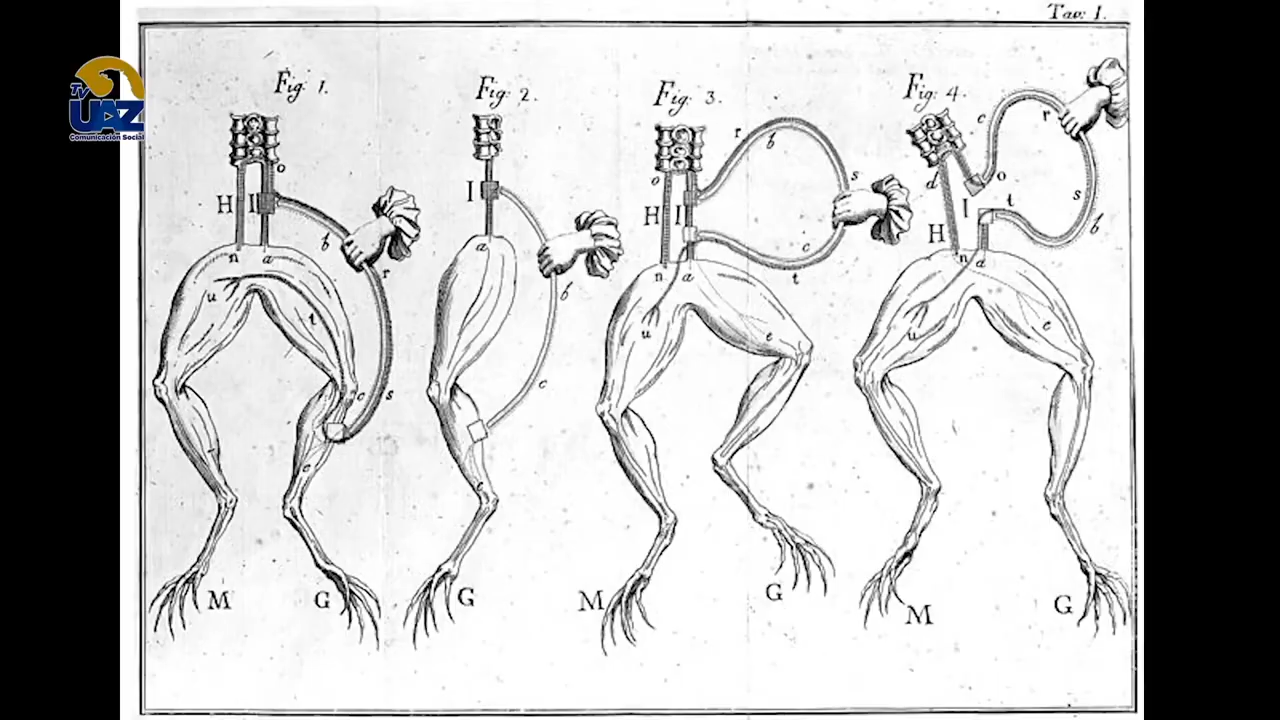 Tav: I.
TV
UAZ
Comunicación Social
Fig. 1.
Fig. 2.
Fig. 3.
Fig. 4.
o
H
I
b
r
n
a
u
t
c
s
e
M
G
I
a
b
c
G
r
b
s
o
H
I
c
t
n
a
u
e
M
G
c
r
o
d
I
t
s
b
H
n
a
u
e
M
G